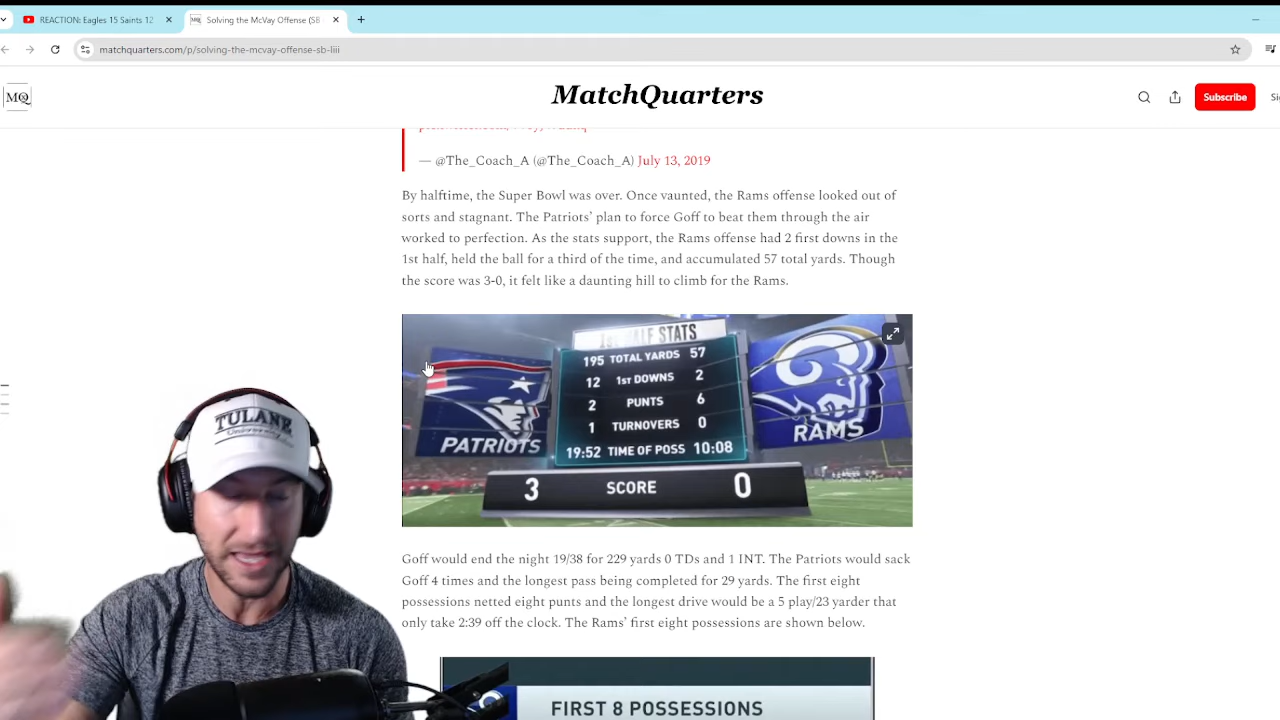 REACTION: Eagles 15 Saints 12
Solving the McVay Offense (SB
matchquarters.com/p/solving-the-mcvay-offense-sb-liii
MQ
MatchQuarters
Subscribe
— @The_Coach_A (@The_Coach_A) July 13, 2019
By halftime, the Super Bowl was over. Once vaunted, the Rams offense looked out of
sorts and stagnant. The Patriots’ plan to force Goff to beat them through the air
worked to perfection. As the stats support, the Rams offense had 2 first downs in the
1st half, held the ball for a third of the time, and accumulated 57 total yards. Though
the score was 3-0, it felt like a daunting hill to climb for the Rams.
1st HALF STATS
195 TOTAL YARDS 57
12 1st DOWNS 2
2 PUNTS 6
1 TURNOVERS 0
19:52 TIME OF POSS 10:08
PATRIOTS
RAMS
3 SCORE 0
TULANE
Goff would end the night 19/38 for 229 yards 0 TDs and 1 INT. The Patriots would sack
Goff 4 times and the longest pass being completed for 29 yards. The first eight
possessions netted eight punts and the longest drive would be a 5 play/23 yarder that
only take 2:39 off the clock. The Rams’ first eight possessions are shown below.
FIRST 8 POSSESSIONS